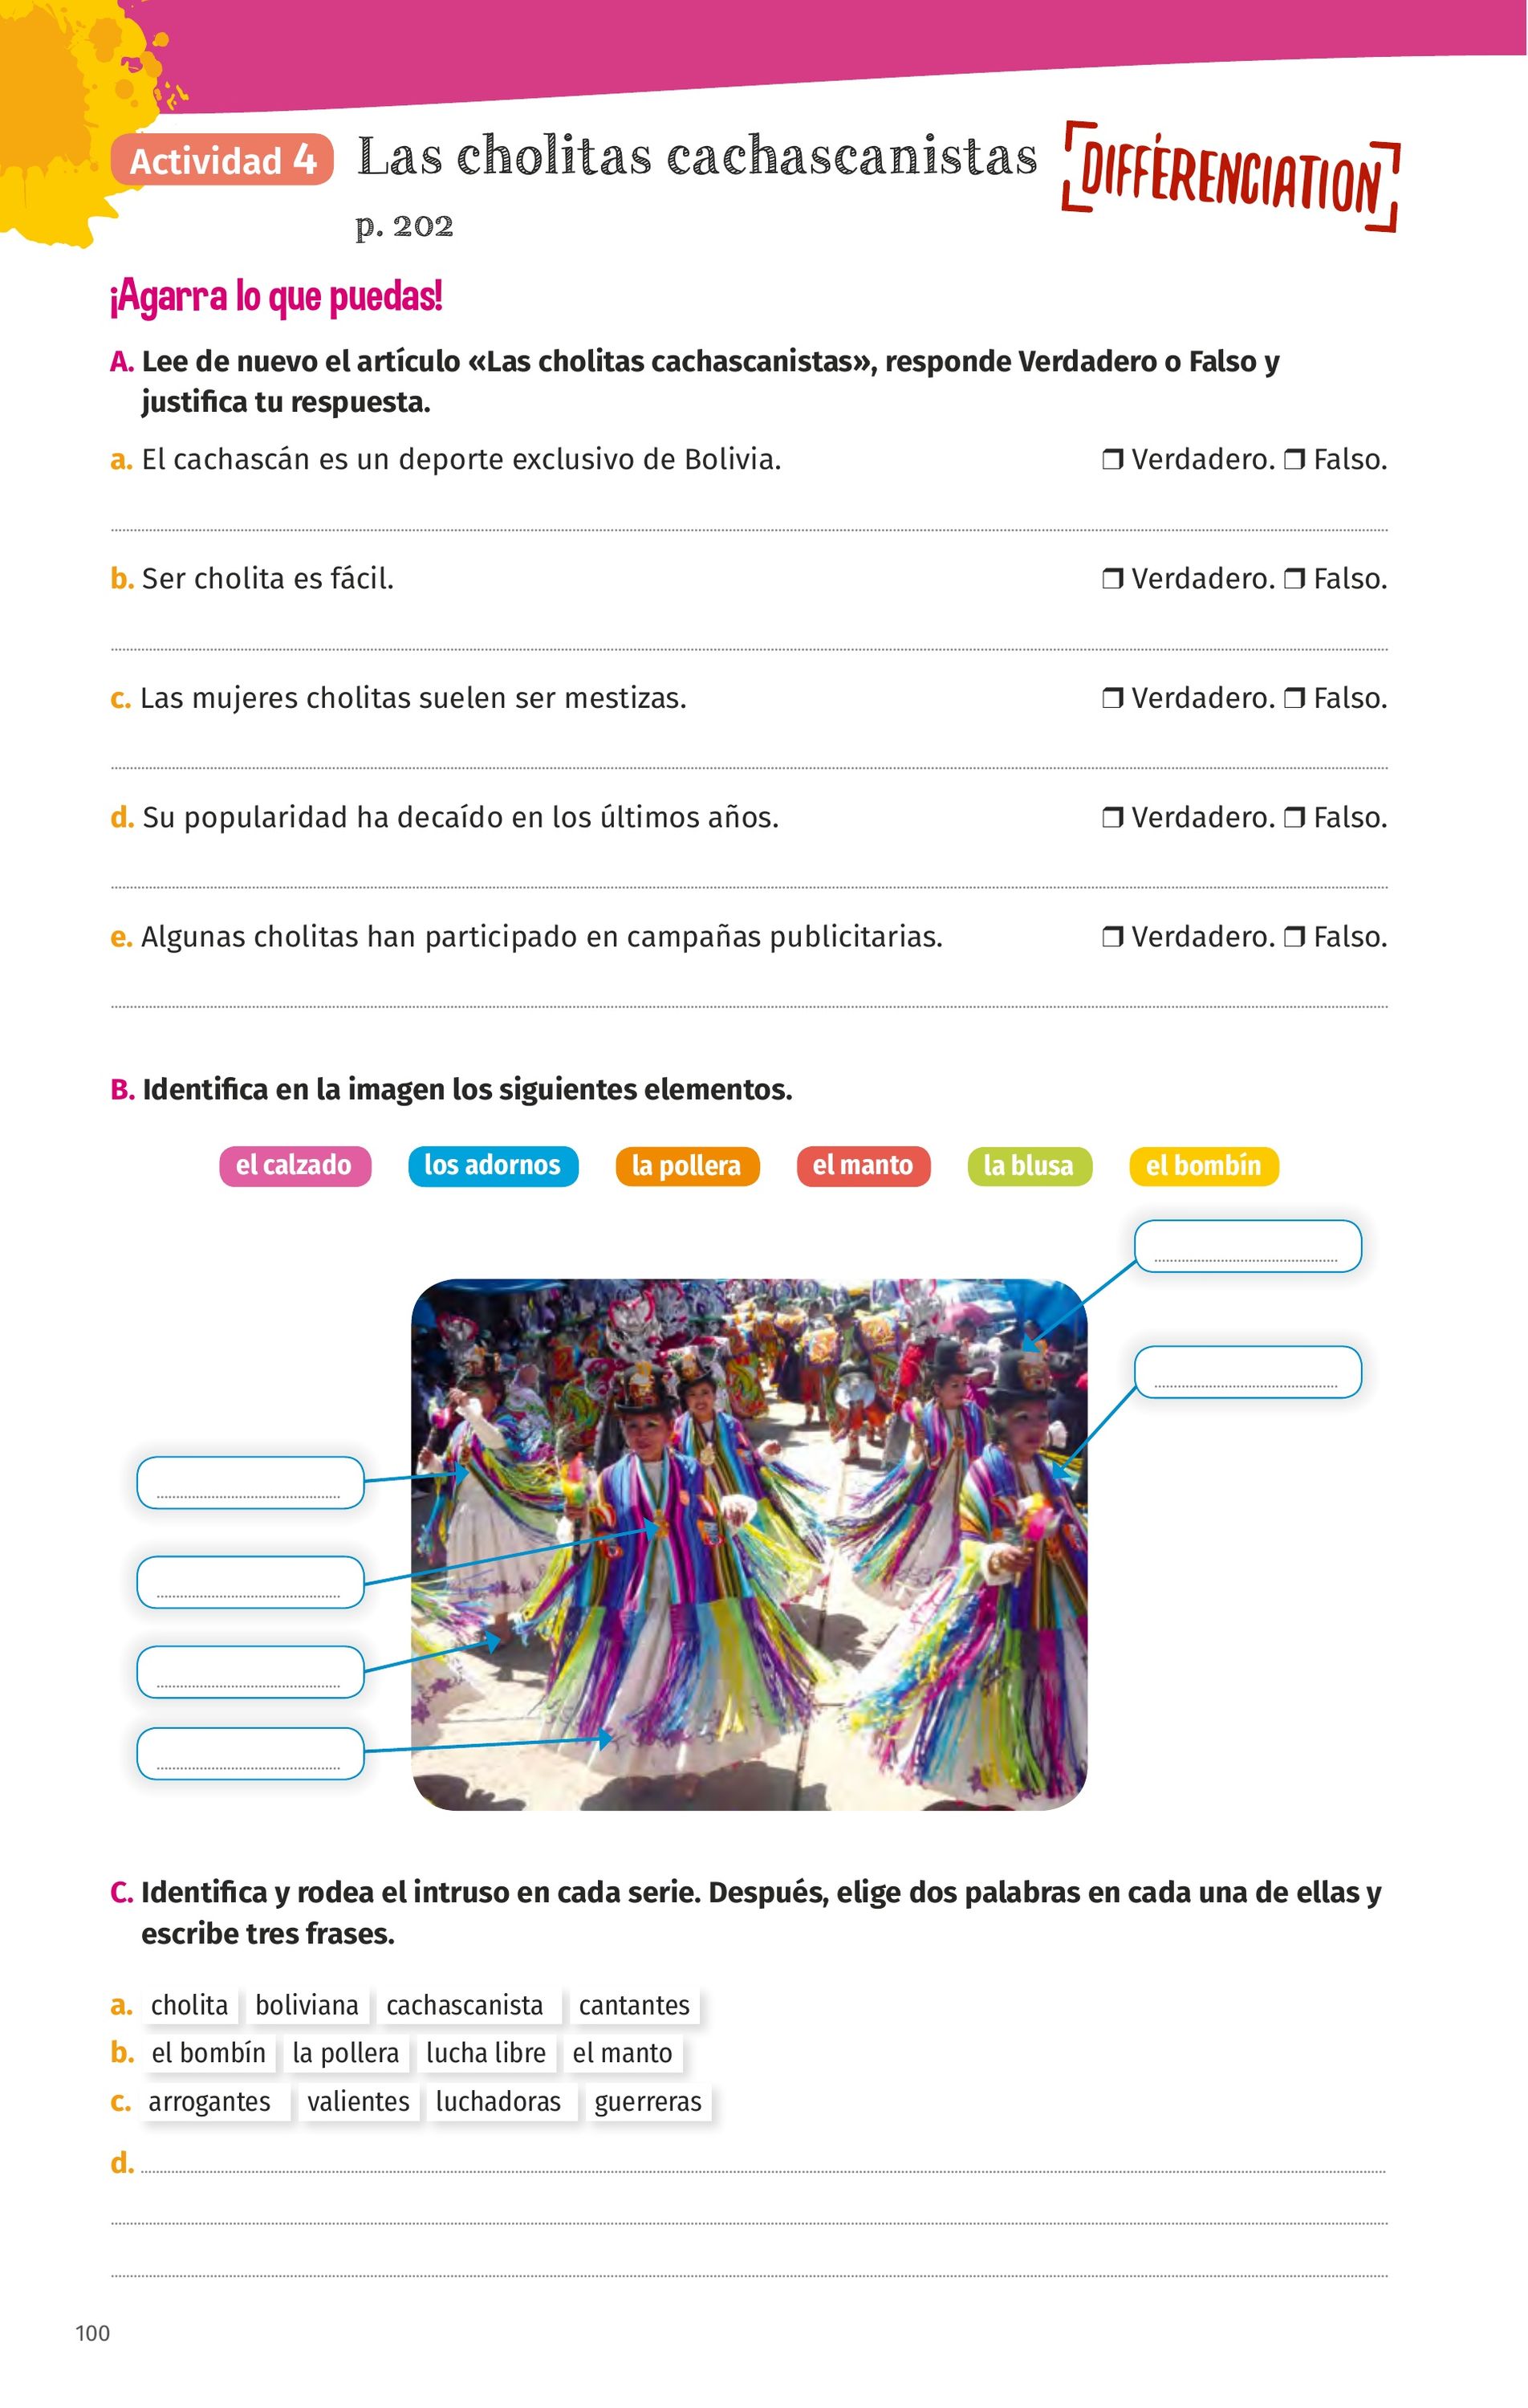 Actividad 4 Las cholitas cachascanistas DIFFÉRENCIATION
p. 202
¡Agarra lo que puedas!
A. Lee de nuevo el artículo «Las cholitas cachascanistas», responde Verdadero o Falso y
justifica tu respuesta.
a. El cachascán es un deporte exclusivo de Bolivia. ❒ Verdadero. ❒ Falso.
b. Ser cholita es fácil. ❒ Verdadero. ❒ Falso.
c. Las mujeres cholitas suelen ser mestizas. ❒ Verdadero. ❒ Falso.
d. Su popularidad ha decaído en los últimos años. ❒ Verdadero. ❒ Falso.
e. Algunas cholitas han participado en campañas publicitarias. ❒ Verdadero. ❒ Falso.
B. Identifica en la imagen los siguientes elementos.
el calzado los adornos la pollera el manto la blusa el bombín
C. Identifica y rodea el intruso en cada serie. Después, elige dos palabras en cada una de ellas y
escribe tres frases.
a. cholita boliviana cachascanista cantantes
b. el bombín la pollera lucha libre el manto
c. arrogantes valientes luchadoras guerreras
d.
100